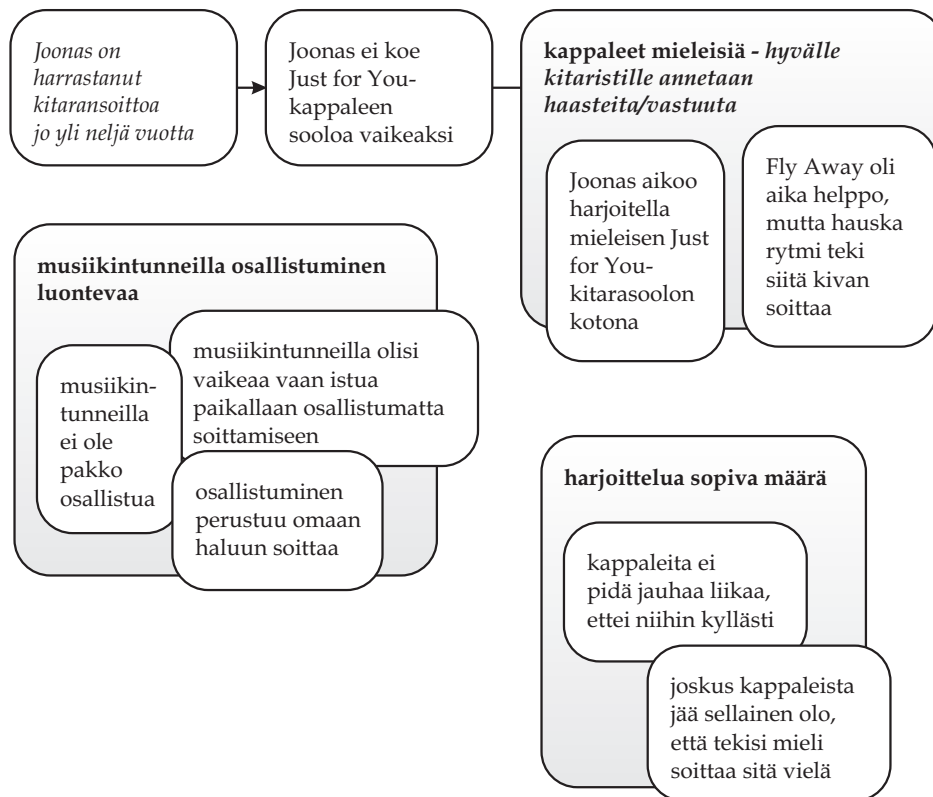 Joonas on
harrastanut
kitaransoittoa
jo yli neljä vuotta
Joonas ei koe
Just for You-
kappaleen
sooloa vaikeaksi
kappaleet mieleisiä - hyvälle
kitaristille annetaan
haasteita/vastuuta
Joonas aikoo
harjoitella
mieleisen Just
for You-
kitarasoolon
kotona
Fly Away oli
aika helppo,
mutta hauska
rytmi teki
siitä kivan
soittaa
musiikintunneilla osallistuminen
luontevaa
musiikin-
tunneilla
ei ole
pakko
osallistua
musiikintunneilla olisi
vaikeaa vaan istua
paikallaan osallistumatta
soittamiseen
osallistuminen
perustuu omaan
haluun soittaa
harjoittelua sopiva määrä
kappaleita ei
pidä jauhaa liikaa,
ettei niihin kyllästi
joskus kappaleista
jää sellainen olo,
että tekisi mieli
soittaa sitä vielä